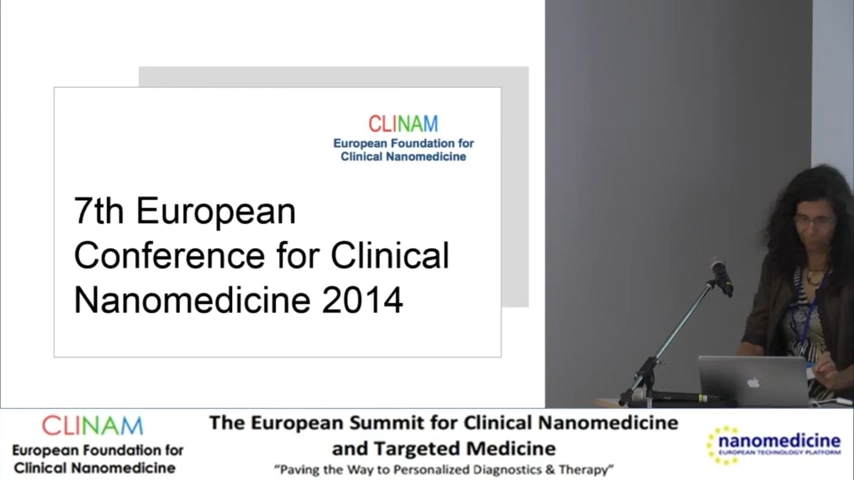 CLINAM
European Foundation for
Clinical Nanomedicine
7th European
Conference for Clinical
Nanomedicine 2014
CLINAM
European Foundation for
Clinical Nanomedicine
The European Summit for Clinical Nanomedicine
and Targeted Medicine
“Paving the Way to Personalized Diagnostics & Therapy”
nanomedicine
EUROPEAN TECHNOLOGY PLATFORM